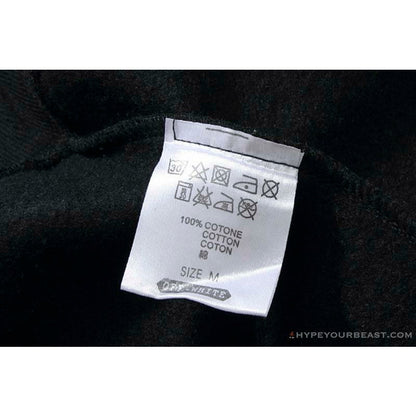 30
100% COTONE
COTTON
COTON
綿
SIZE M
OFF-WHITE
HYPEYOURBEAST.COM